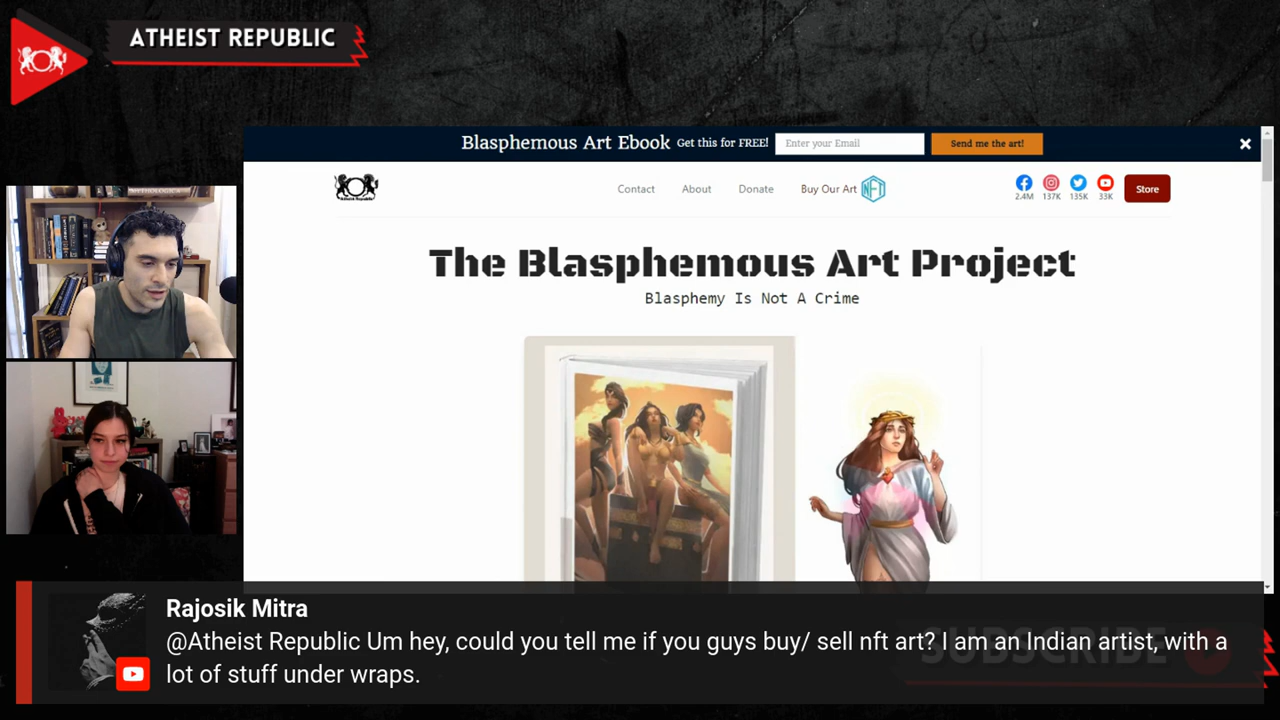 ATHEIST REPUBLIC
Blasphemous Art Ebook Get this for FREE! Enter your Email Send me the art!
Contact About Donate Buy Our Art NFT
2.4M 137K 135K 33K
Store
The Blasphemous Art Project
Blasphemy Is Not A Crime
Rajosik Mitra
@Atheist Republic Um hey, could you tell me if you guys buy/ sell nft art? I am an Indian artist, with a
lot of stuff under wraps.
SUBSCRIBE